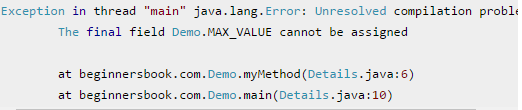 Exception in thread "main" java.lang.Error: Unresolved compilation proble
The final field Demo.MAX_VALUE cannot be assigned
at beginnersbook.com.Demo.myMethod(Details.java:6)
at beginnersbook.com.Demo.main(Details.java:10)